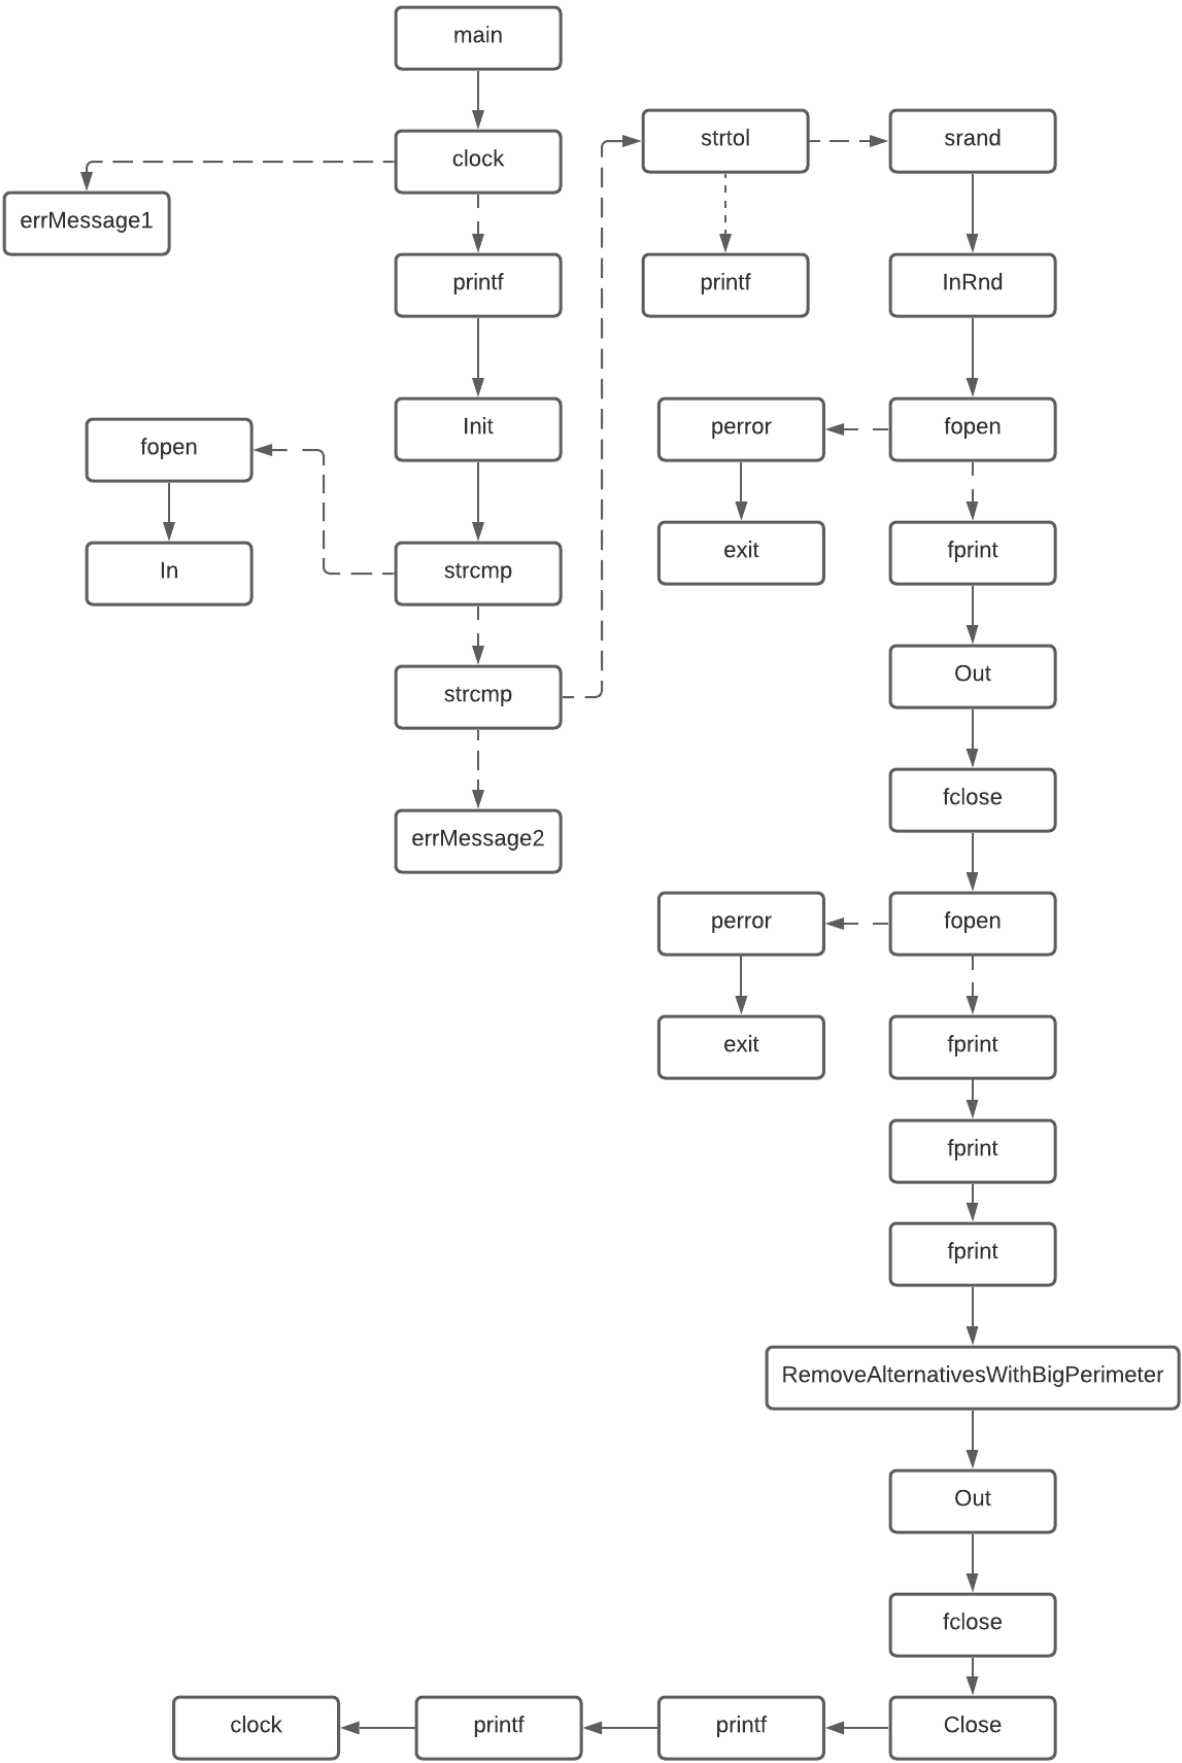 main
clock
errMessage1
printf
Init
fopen
In
strcmp
strcmp
errMessage2
strtol
printf
srand
InRnd
fopen
perror
exit
fprint
Out
fclose
fopen
perror
exit
fprint
fprint
fprint
RemoveAlternativesWithBigPerimeter
Out
fclose
Close
printf
printf
clock